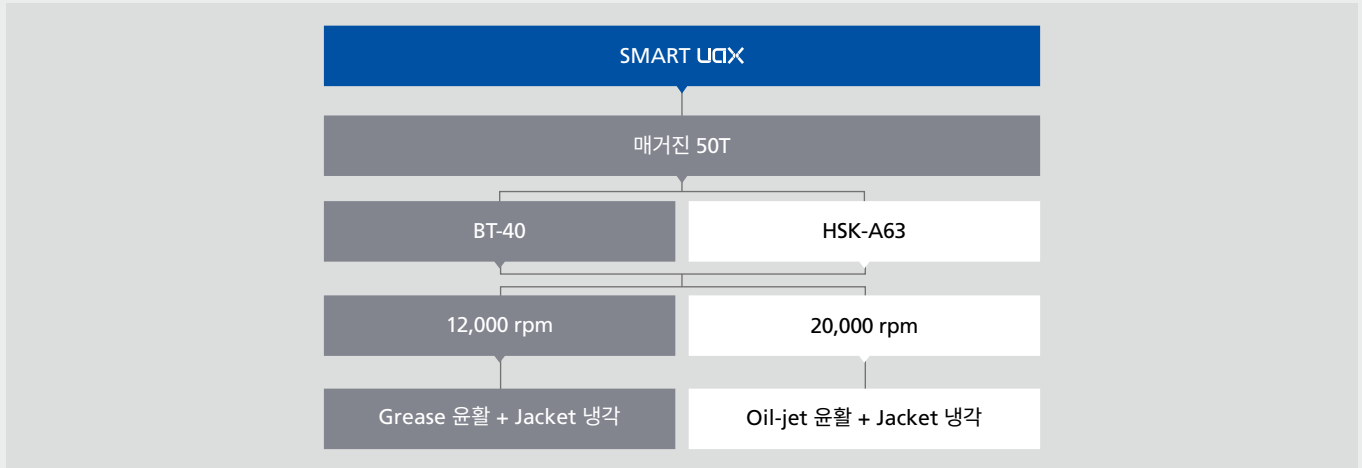 SMART UaX
매거진 50T
BT-40
HSK-A63
12,000 rpm
20,000 rpm
Grease 윤활 + Jacket 냉각
Oil-jet 윤활 + Jacket 냉각